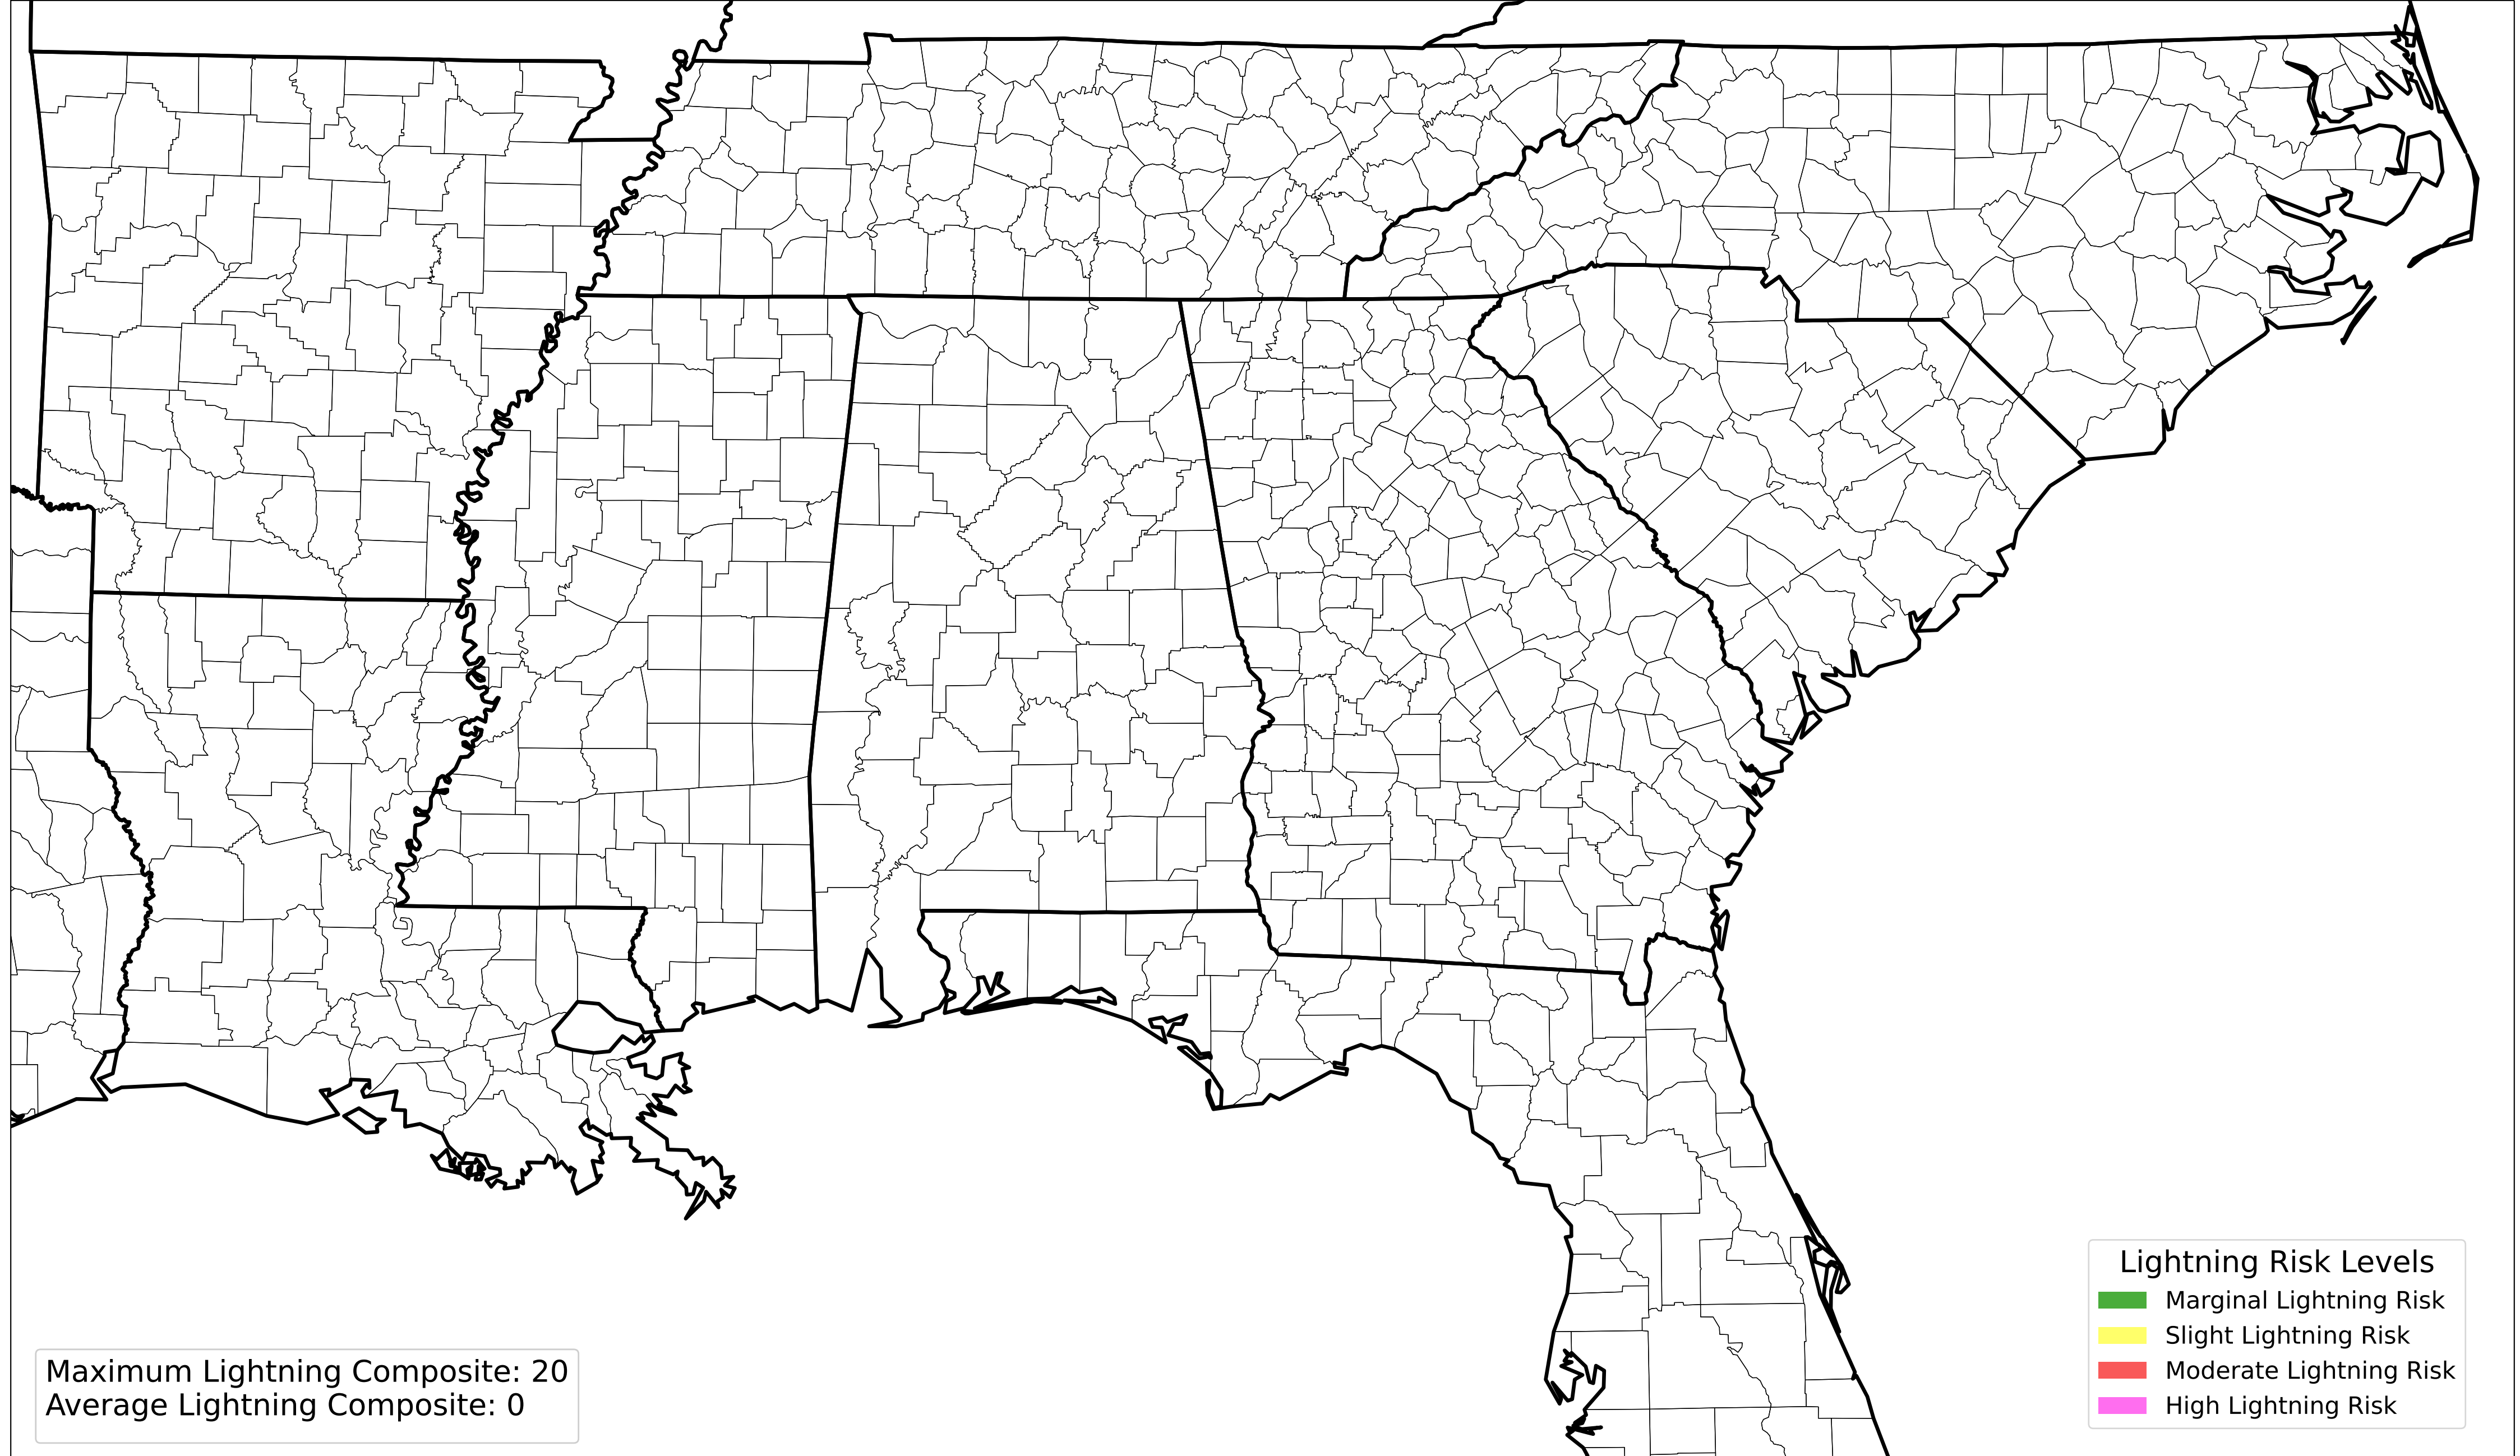 Lightning Risk Levels
Marginal Lightning Risk
Slight Lightning Risk
Moderate Lightning Risk
High Lightning Risk
Maximum Lightning Composite: 20
Average Lightning Composite: 0